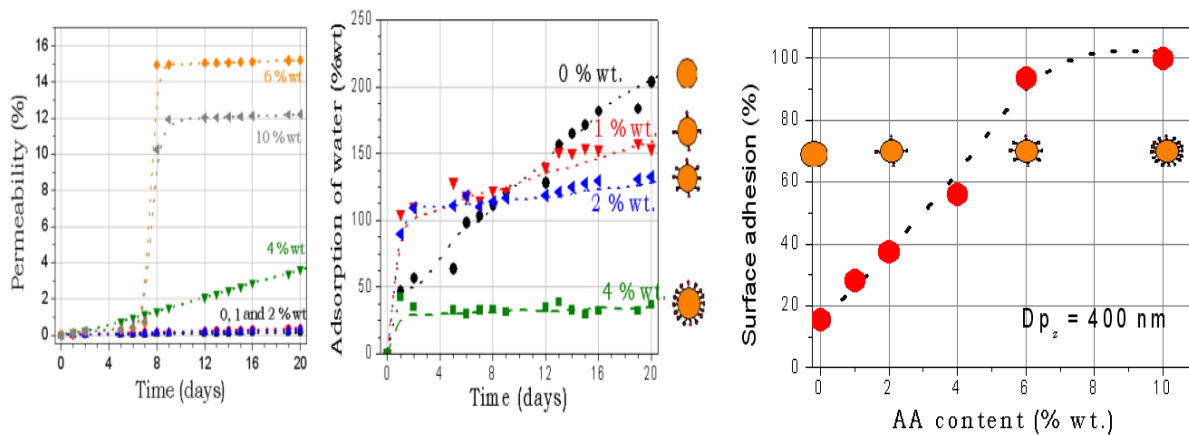 Permeability (%)
16
14
12
10
8
6
4
2
0
0 4 8 12 16 20
Time (days)
6 % wt
10 % wt
4 % wt
0, 1 and 2 % wt
Adsorption of water (%wt)
250
200
150
100
50
0
0 4 8 12 16 20
Time (days)
0 % wt.
1 % wt.
2 % wt.
4 % wt.
Surface adhesion (%)
100
80
60
40
20
0
0 2 4 6 8 10
AA content (% wt.)
Dpz = 400 nm